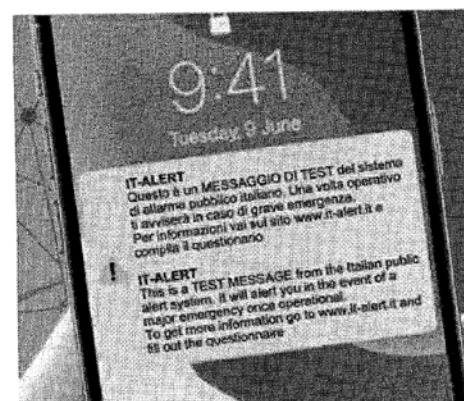 9:41
Tuesday, 9 June
IT-ALERT
Questo è un MESSAGGIO DI TEST del sistema
di allarme pubblico italiano. Una volta operativo
ti avviserà in caso di grave emergenza.
Per informazioni vai sul sito www.it-alert.it e
compila il questionario
!
IT-ALERT
This is a TEST MESSAGE from the Italian public
alert system. It will alert you in the event of a
major emergency once operational.
To get more information go to www.it-alert.it and
fill out the questionnaire